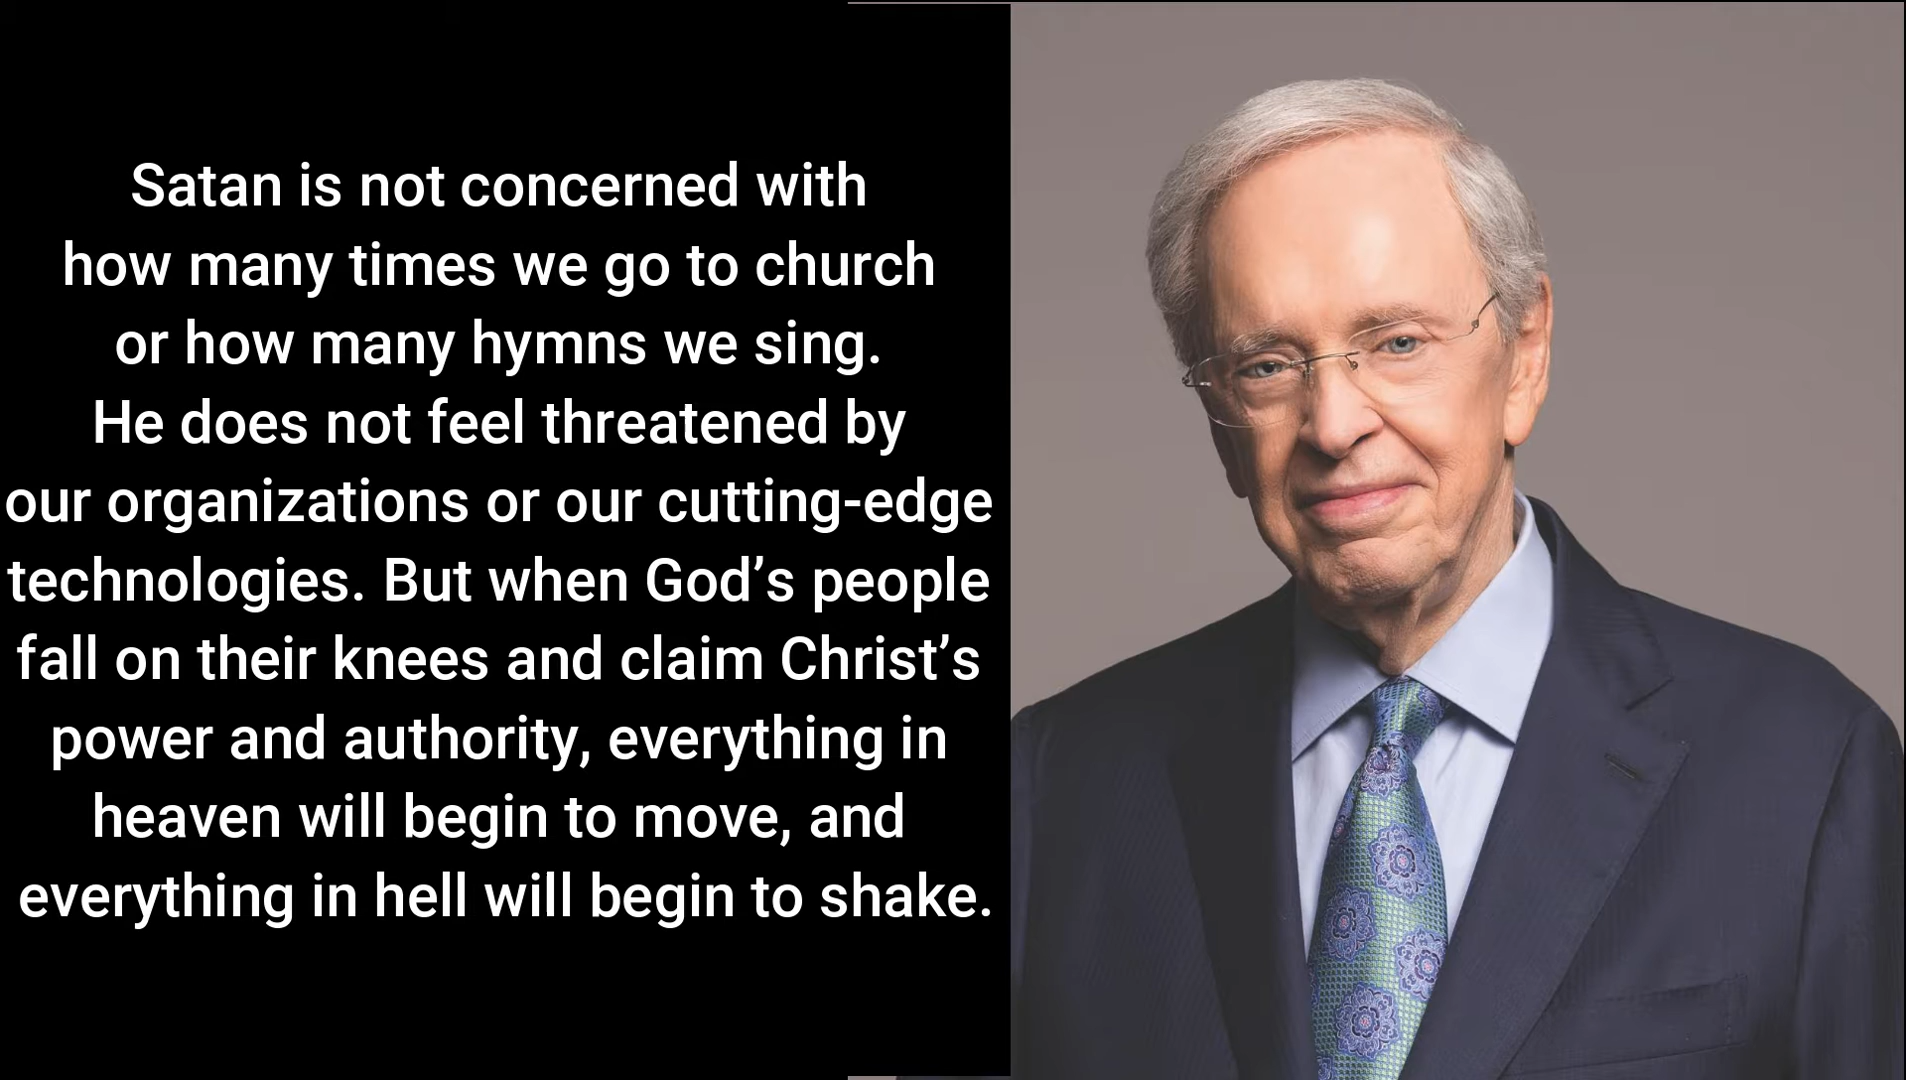 Satan is not concerned with
how many times we go to church
or how many hymns we sing.
He does not feel threatened by
our organizations or our cutting-edge
technologies. But when God’s people
fall on their knees and claim Christ’s
power and authority, everything in
heaven will begin to move, and
everything in hell will begin to shake.